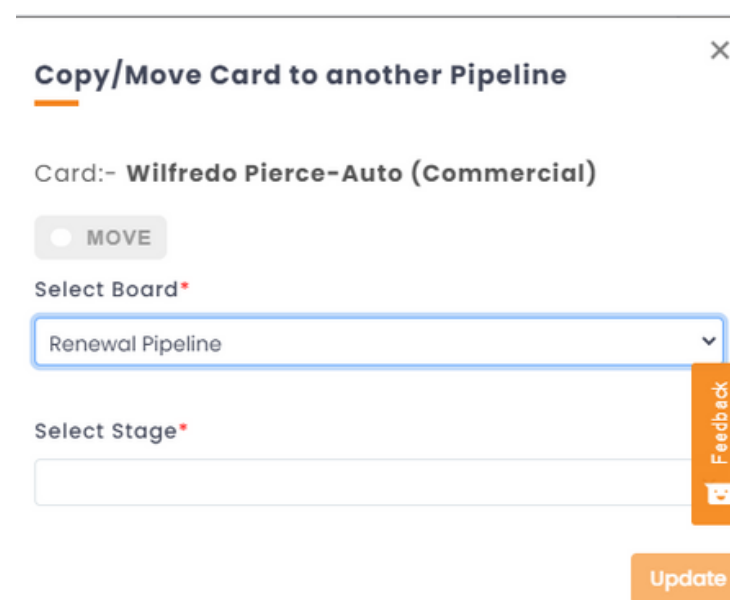 Copy/Move Card to another Pipeline
Card:- Wilfredo Pierce-Auto (Commercial)
MOVE
Select Board*
Renewal Pipeline
Feedback
Select Stage*
Update